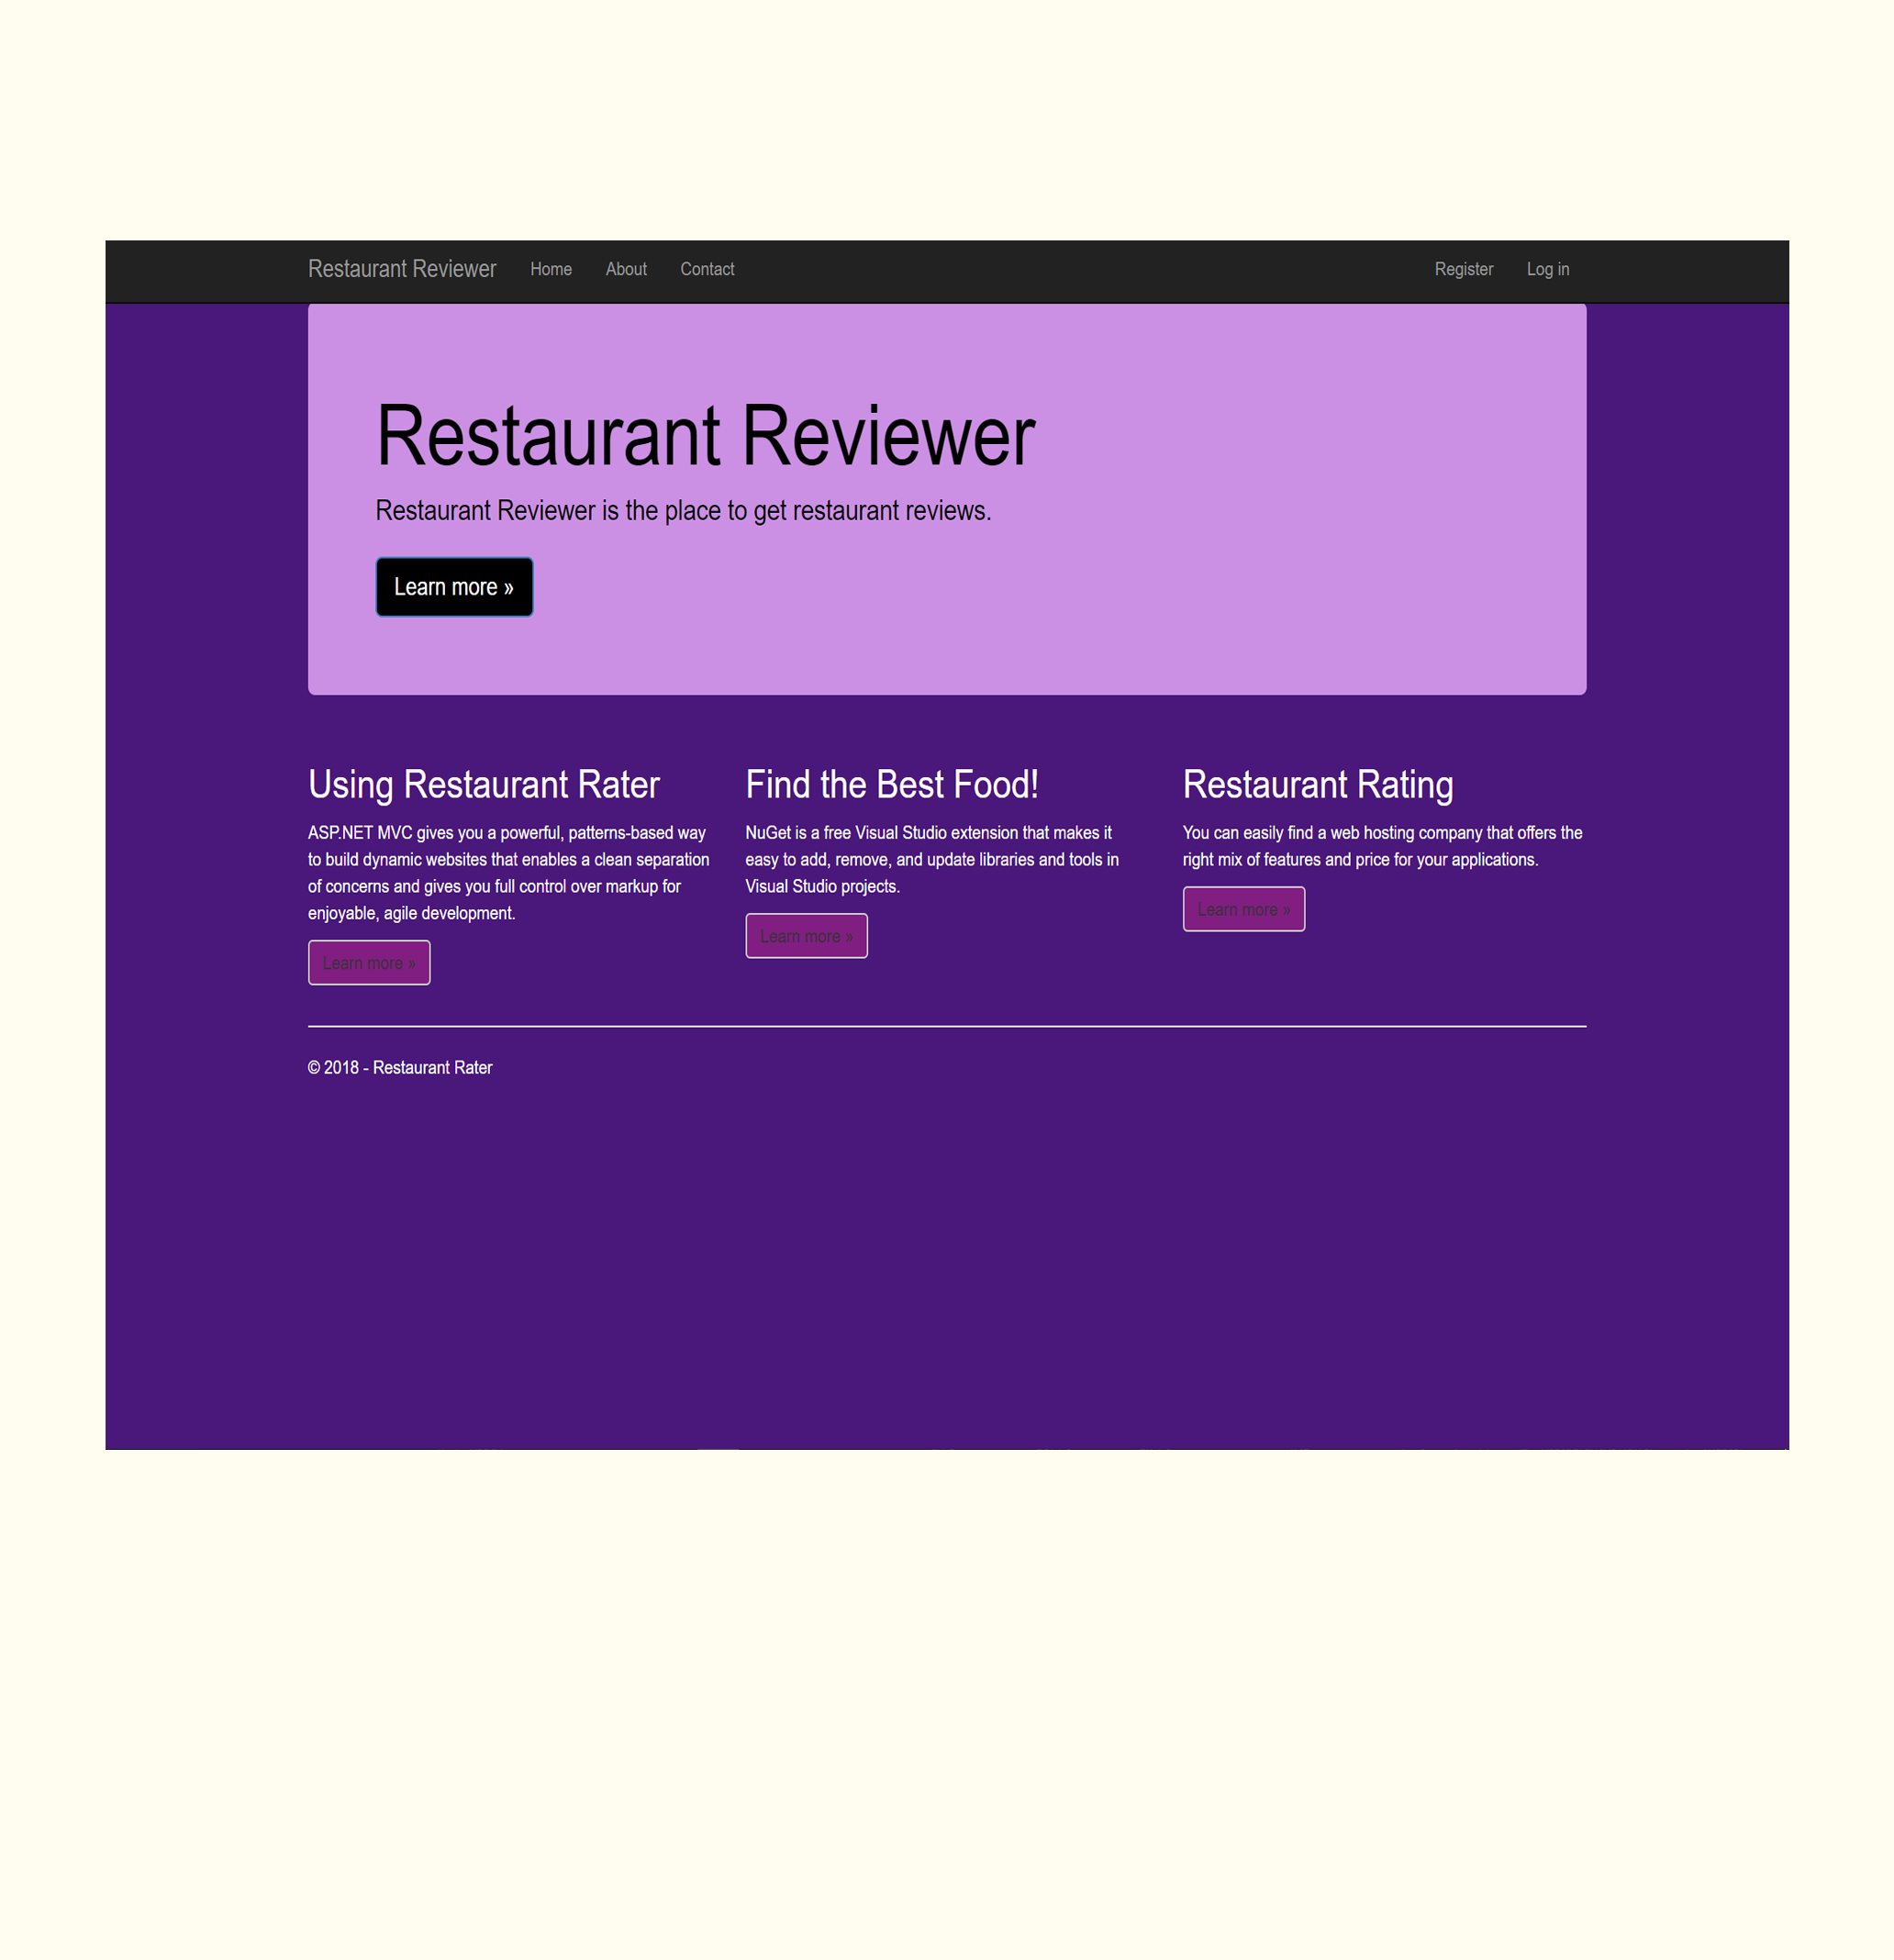 Restaurant Reviewer Home About Contact Register Log in
Restaurant Reviewer
Restaurant Reviewer is the place to get restaurant reviews.
Learn more »
Using Restaurant Rater
ASP.NET MVC gives you a powerful, patterns-based way
to build dynamic websites that enables a clean separation
of concerns and gives you full control over markup for
enjoyable, agile development.
Learn more »
Find the Best Food!
NuGet is a free Visual Studio extension that makes it
easy to add, remove, and update libraries and tools in
Visual Studio projects.
Learn more »
Restaurant Rating
You can easily find a web hosting company that offers the
right mix of features and price for your applications.
Learn more »
© 2018 - Restaurant Rater